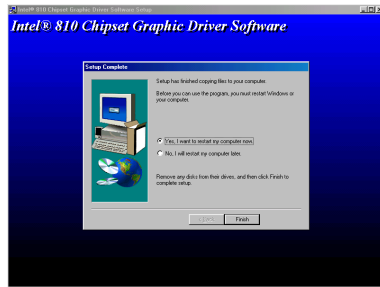 Intel® 810 Chipset Graphic Driver Software Setup
Intel® 810 Chipset Graphic Driver Software
Setup Complete
Setup has finished copying files to your computer.
Before you can use the program, you must restart Windows or
your computer.
Yes, I want to restart my computer now.
No, I will restart my computer later.
Remove any disks from their drives, and then click Finish to
complete setup.
< Back Finish